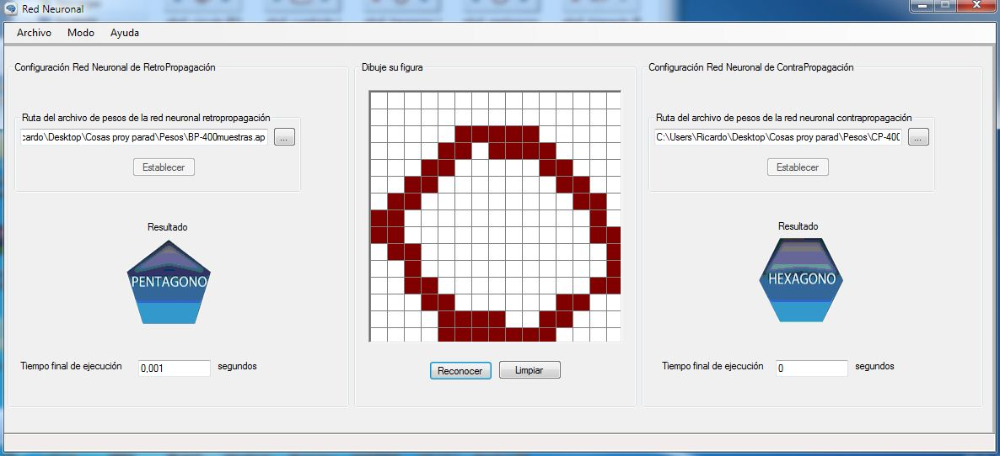 Red Neuronal
Archivo Modo Ayuda
Configuración Red Neuronal de RetroPropagación
Ruta del archivo de pesos de la red neuronal retropropagación
cardo\Desktop\Cosas proy parad\Pesos\BP-400muestras.ap
...
Establecer
Resultado
PENTAGONO
Tiempo final de ejecución 0,001 segundos
Dibuje su figura
Reconocer Limpiar
Configuración Red Neuronal de ContraPropagación
Ruta del archivo de pesos de la red neuronal contrapropagación
C:\Users\Ricardo\Desktop\Cosas proy parad\Pesos\CP-400
...
Establecer
Resultado
HEXAGONO
Tiempo final de ejecución 0 segundos